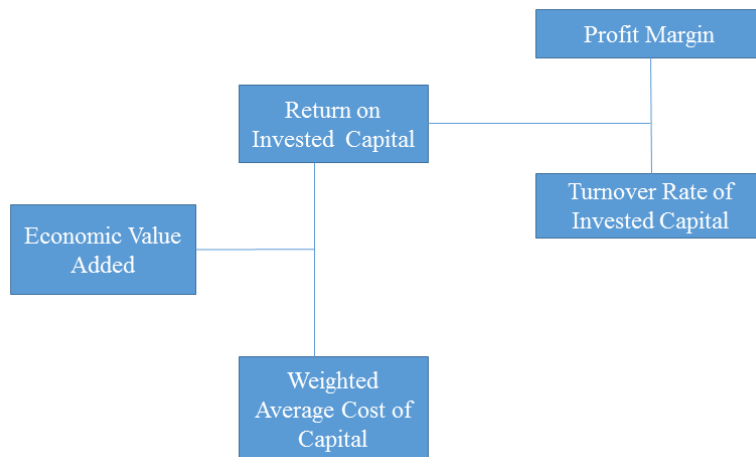 Profit Margin
Return on
Invested Capital
Turnover Rate of
Invested Capital
Economic Value
Added
Weighted
Average Cost of
Capital